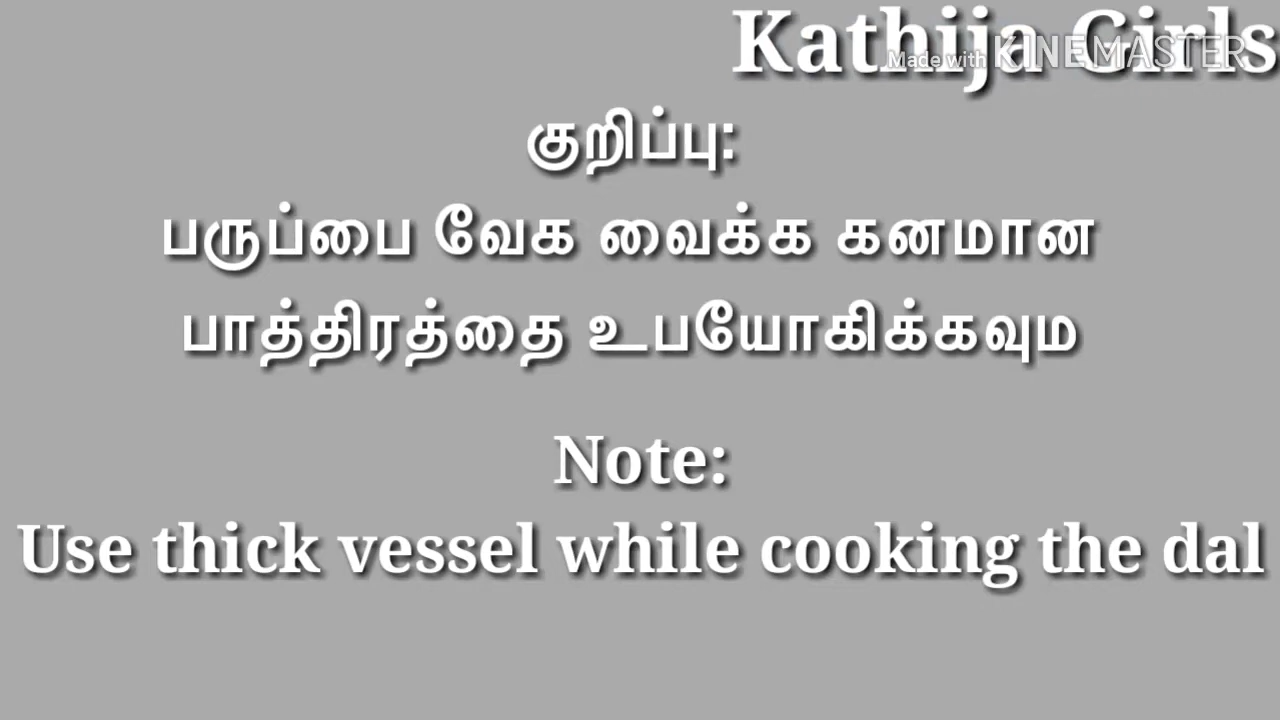 Kathija Girls
Made with KINEMASTER
குறிப்பு:
பருப்பை வேக வைக்க கனமான
பாத்திரத்தை உபயோகிக்கவும
Note:
Use thick vessel while cooking the dal